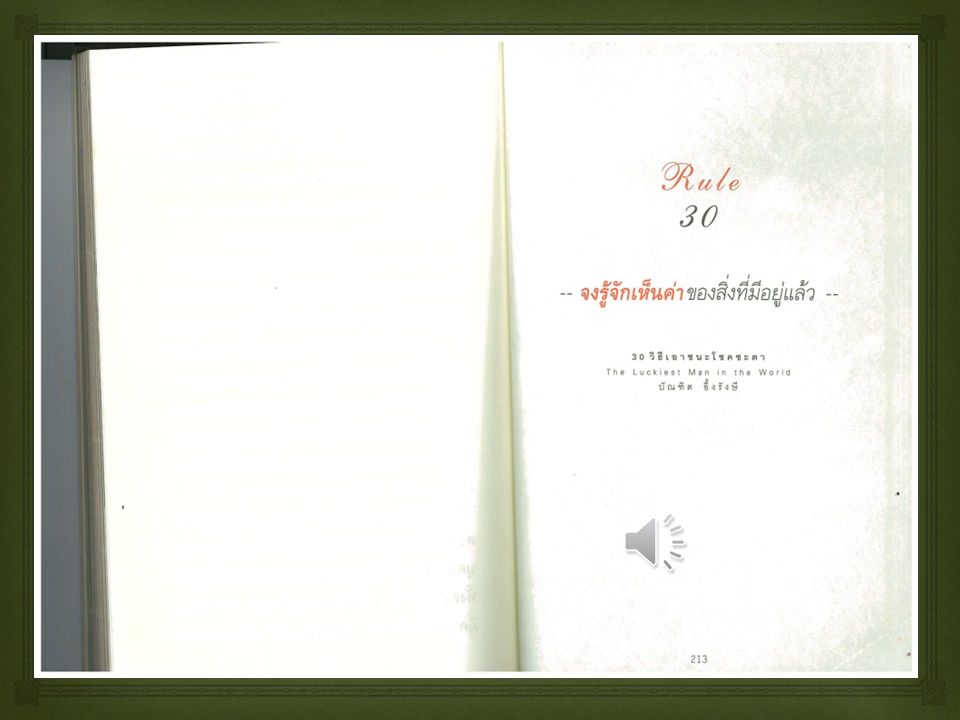 Rule
30
-- จงรู้จักเห็นค่าของสิ่งที่มีอยู่แล้ว --
30 วิธีเอาชนะโชคชะตา
The Luckiest Man in the World
บัณฑิต อึ้งรังษี
213